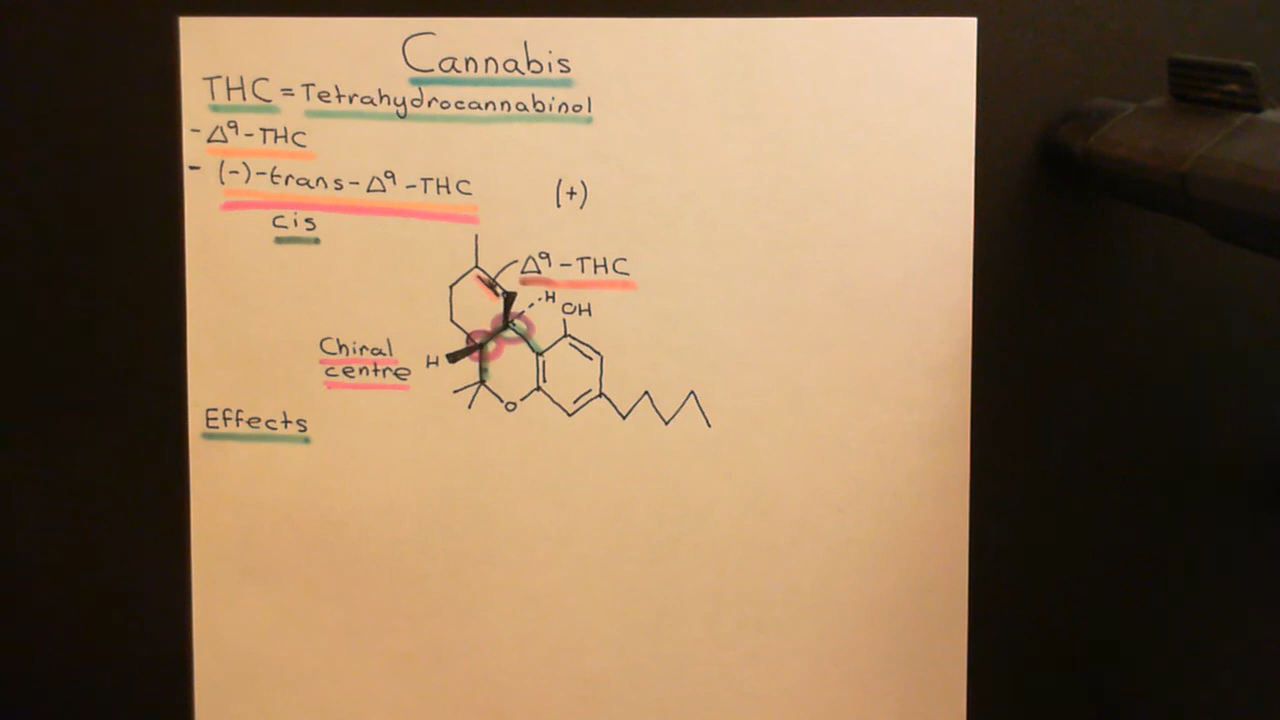 Cannabis
THC = Tetrahydrocannabinol
- Δ⁹-THC
- (-)-trans-Δ⁹-THC (+)
cis
Δ⁹-THC
H
OH
Chiral
centre
H
O
Effects